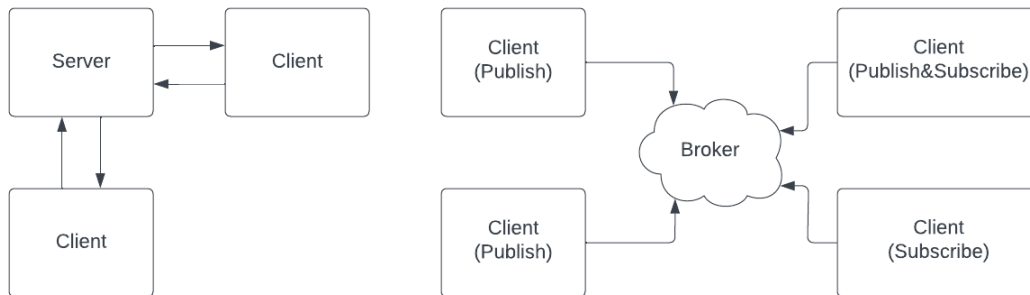 Server
Client
Client
Client
(Publish)
Client
(Publish)
Broker
Client
(Publish&Subscribe)
Client
(Subscribe)